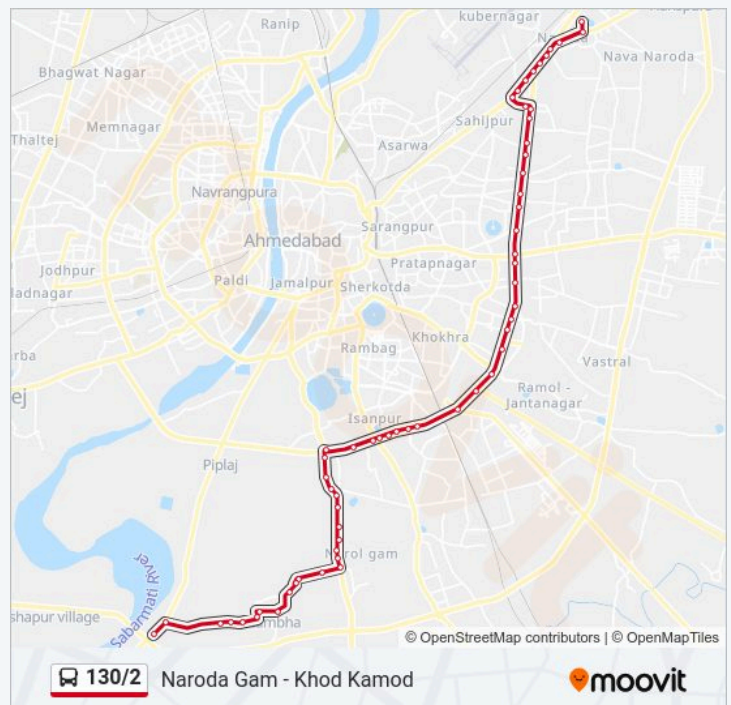 kubernagar
Ranip
Nava Naroda
Bhagwat Nagar
Sahijpur
Memnagar
Thaltej
Asarwa
Navrangpura
Sarangpur
Ahmedabad
Pratapnagar
Jodhpur
Paldi
Jamalpur
Sherkotda
ladnagar
Khokhra
Rambag
Vastral
Ramol -
Jantanagar
ej
Isanpur
Piplaj
Narol gam
Sabarmati River
shapur village
© OpenStreetMap contributors | © OpenMapTiles
130/2
Naroda Gam - Khod Kamod
moovit